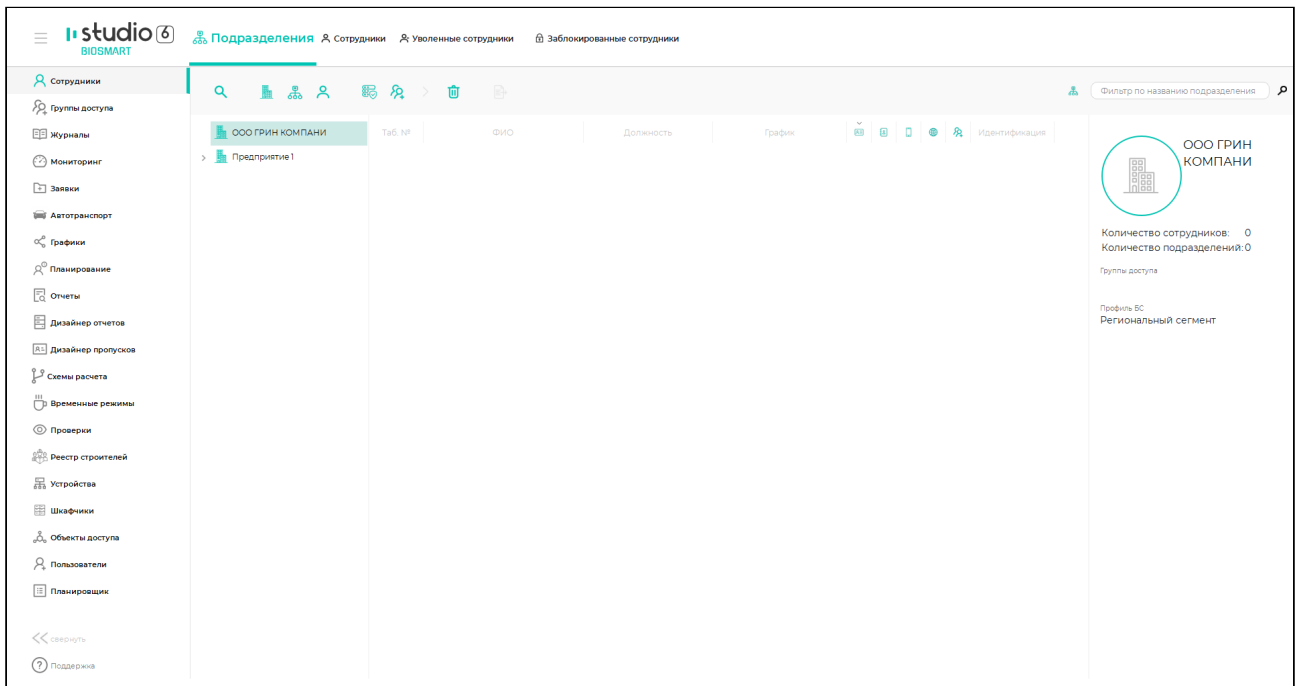 studio 6
BIOSMART
Подразделения
Сотрудники
Уволенные сотрудники
Заблокированные сотрудники
Сотрудники
Группы доступа
Журналы
Мониторинг
Заявки
Автотранспорт
Графики
Планирование
Отчеты
Дизайнер отчетов
Дизайнер пропусков
Схемы расчета
Временные режимы
Проверки
Реестр строителей
Устройства
Шкафчики
Объекты доступа
Пользователи
Планировщик
свернуть
Поддержка
Фильтр по названию подразделения
ООО ГРИН КОМПАНИ
Предприятие 1
Таб. № ФИО Должность График Идентификация
ООО ГРИН
КОМПАНИ
Количество сотрудников: 0
Количество подразделений: 0
Группы доступа
Профиль БС
Региональный сегмент